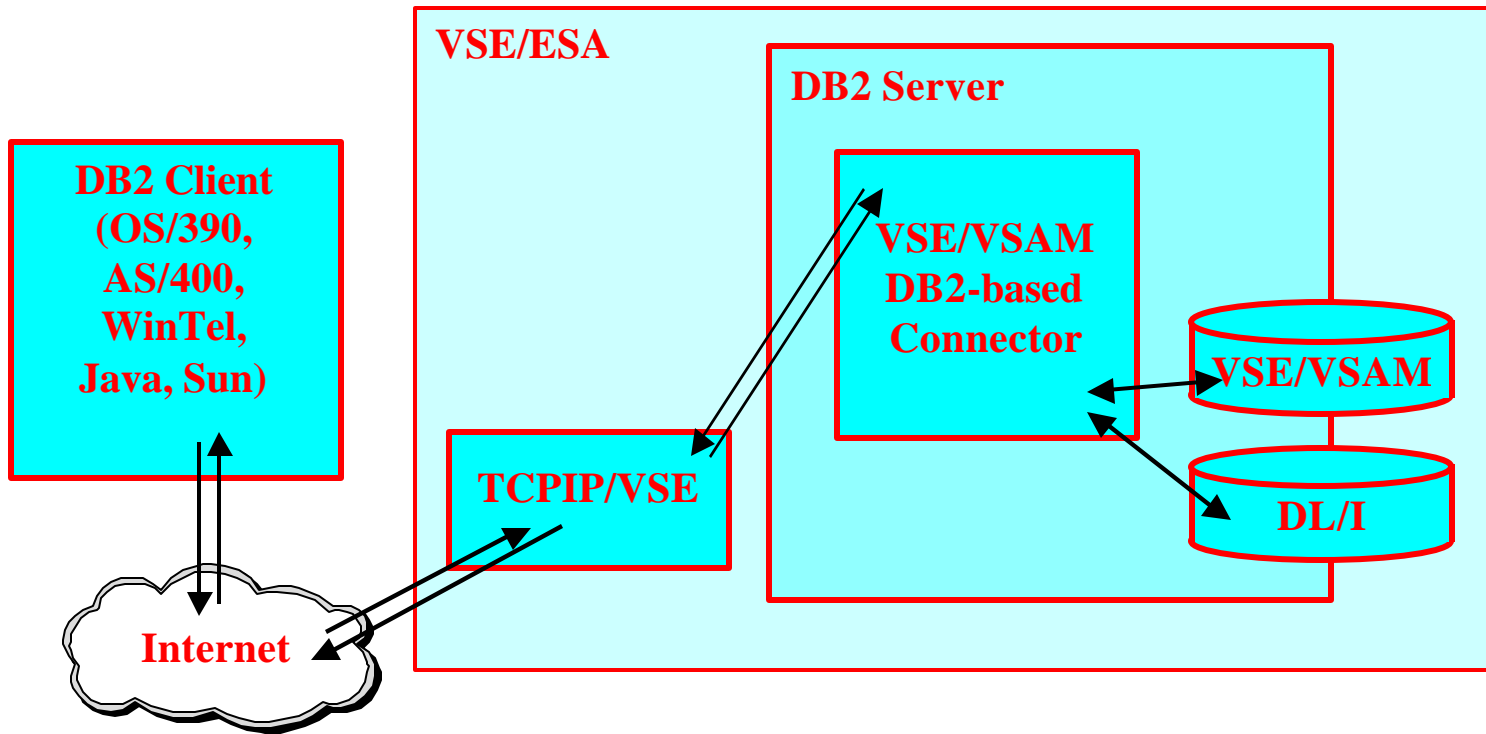 VSE/ESA
DB2 Server
DB2 Client
(OS/390,
AS/400,
WinTel,
Java, Sun)
VSE/VSAM
DB2-based
Connector
VSE/VSAM
TCPIP/VSE
DL/I
Internet